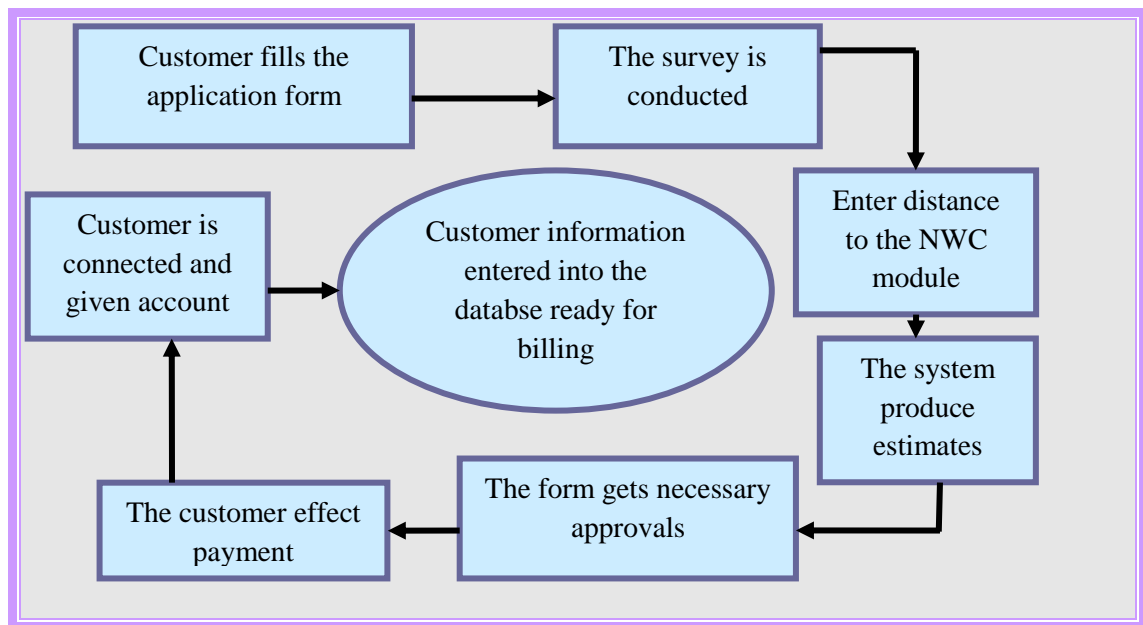 Customer fills the
application form
The survey is
conducted
Enter distance
to the NWC
module
The system
produce
estimates
The form gets necessary
approvals
The customer effect
payment
Customer is
connected and
given account
Customer information
entered into the
databse ready for
billing